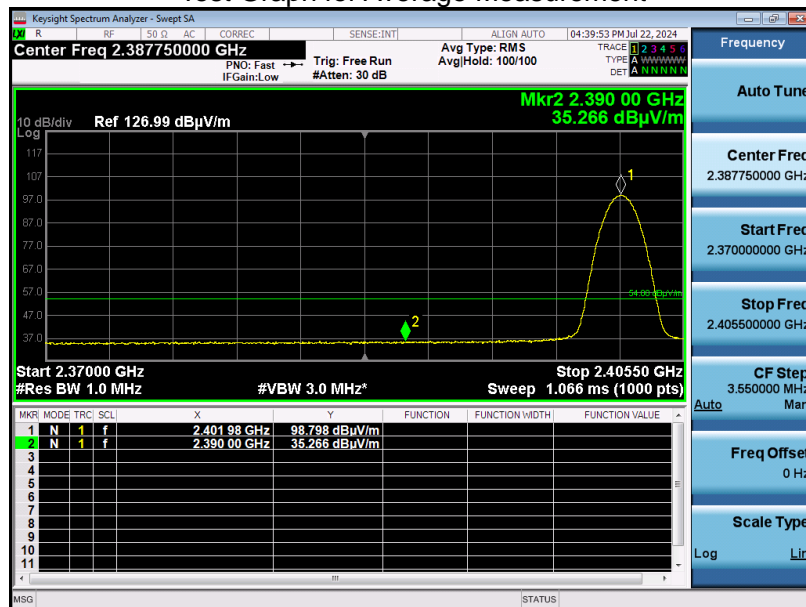 Test Graph for Average Measurement
Keysight Spectrum Analyzer - Swept SA
LXI R RF 50 Ω AC CORREC SENSE:INT ALIGN AUTO 04:39:53 PM Jul 22, 2024
Center Freq 2.387750000 GHz
PNO: Fast
IFGain:Low
Trig: Free Run
#Atten: 30 dB
Avg Type: RMS
Avg|Hold: 100/100
TRACE 1 2 3 4 5 6
TYPE A WWWWW
DET A N N N N N
Mkr2 2.390 00 GHz
35.266 dBµV/m
10 dB/div Ref 126.99 dBµV/m
Log
117
107
97.0
87.0
77.0
67.0
57.0
47.0
37.0
1
54.00 dBµV/m
2
Start 2.37000 GHz Stop 2.40550 GHz
#Res BW 1.0 MHz #VBW 3.0 MHz* Sweep 1.066 ms (1000 pts)
MKR MODE TRC SCL X Y FUNCTION FUNCTION WIDTH FUNCTION VALUE
1 N 1 f 2.401 98 GHz 98.798 dBµV/m
2 N 1 f 2.390 00 GHz 35.266 dBµV/m
3
4
5
6
7
8
9
10
11
MSG STATUS
Frequency
Auto Tune
Center Freq
2.387750000 GHz
Start Freq
2.370000000 GHz
Stop Freq
2.405500000 GHz
CF Step
3.550000 MHz
Auto Man
Freq Offset
0 Hz
Scale Type
Log Lin